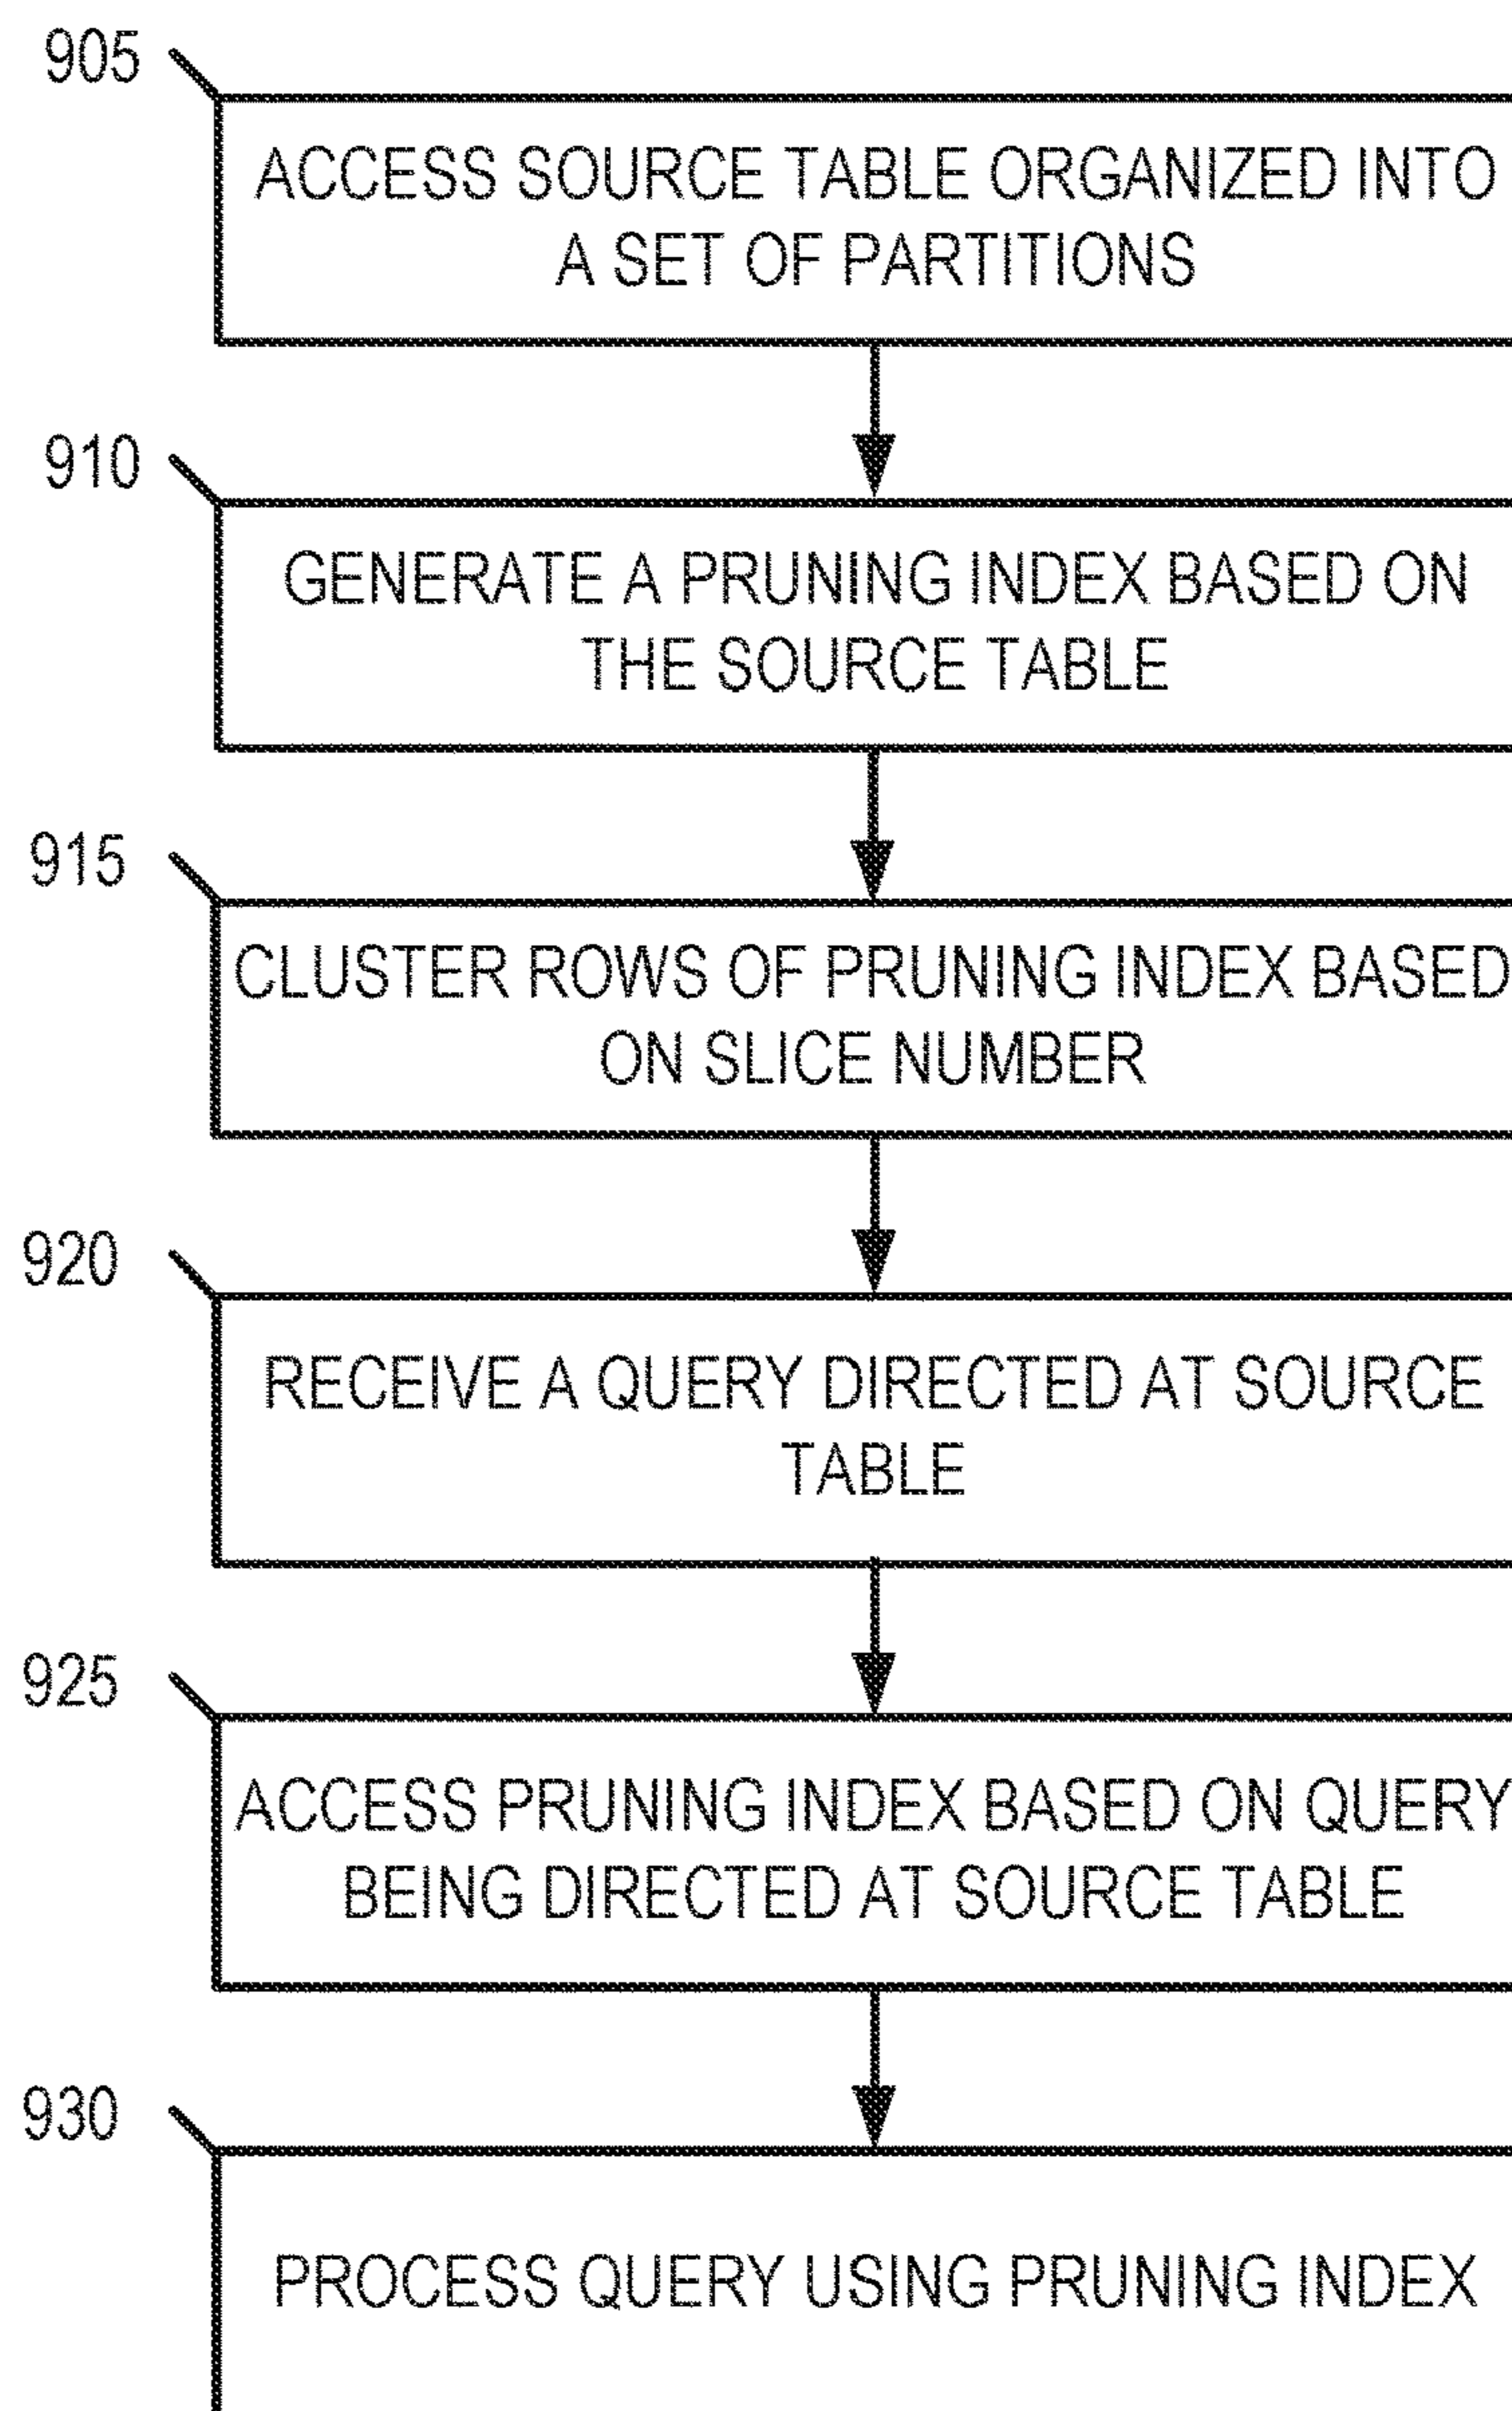 905
ACCESS SOURCE TABLE ORGANIZED INTO
A SET OF PARTITIONS
910
GENERATE A PRUNING INDEX BASED ON
THE SOURCE TABLE
915
CLUSTER ROWS OF PRUNING INDEX BASED
ON SLICE NUMBER
920
RECEIVE A QUERY DIRECTED AT SOURCE
TABLE
925
ACCESS PRUNING INDEX BASED ON QUERY
BEING DIRECTED AT SOURCE TABLE
930
PROCESS QUERY USING PRUNING INDEX